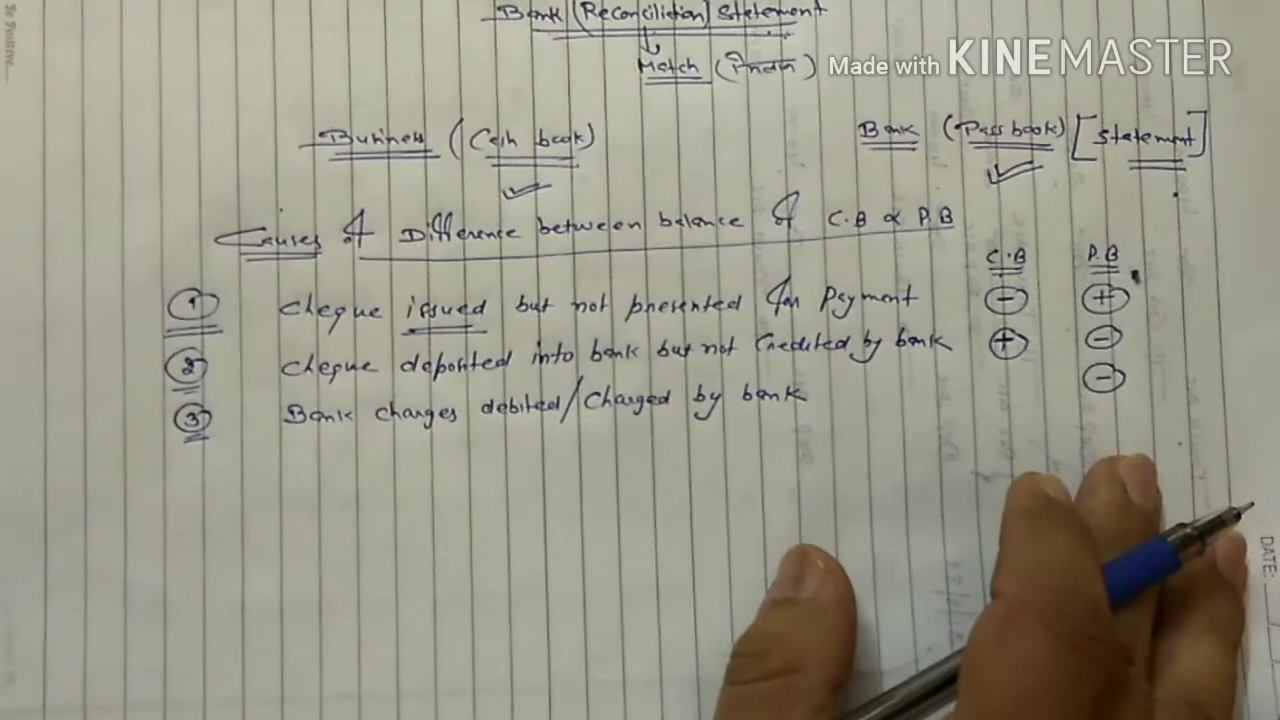 Be Positive....
Bank (Reconciliation) Statement
Match (मिलान)
Made with KINEMASTER
Business (Cash book)
Bank (Pass book) [Statement]
Causes of Difference between balance of C.B & P.B
C.B P.B
1 Cheque issued but not presented for Payment - +
2 Cheque deposited into bank but not Credited by bank + -
3 Bank charges debited/Charged by bank -
DATE: